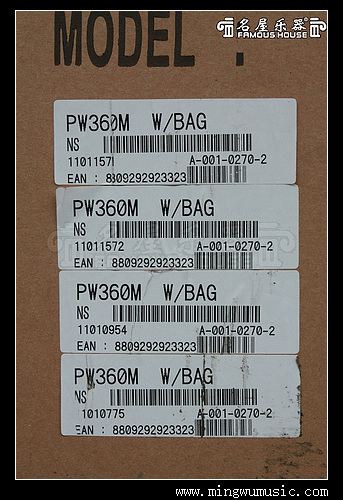 名屋乐器®
FAMOUS HOUSE
MODEL .
PW360M W/BAG
NS
11011571 A-001-0270-2
EAN : 8809292923323
PW360M W/BAG
NS
11011572 A-001-0270-2
EAN : 8809292923323
PW360M W/BAG
NS
11010954 A-001-0270-2
EAN : 8809292923323
PW360M W/BAG
NS
1010775 A-001-0270-2
EAN : 8809292923323
www.mingwumusic.com